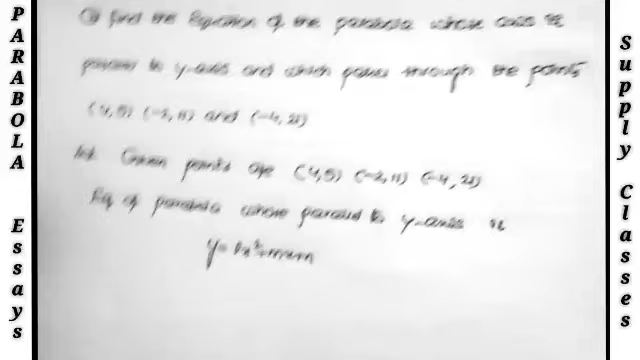 PARABOLA Essays
find the Equation of the parabola whose axis is
parallel to y-axis and which passes through the points
(4,5) (-2,11) and (-4,21)
Given points are (4,5) (-2,11) (-4,21)
Eq of parabola whose parallel to y-axis is
Supply Classes